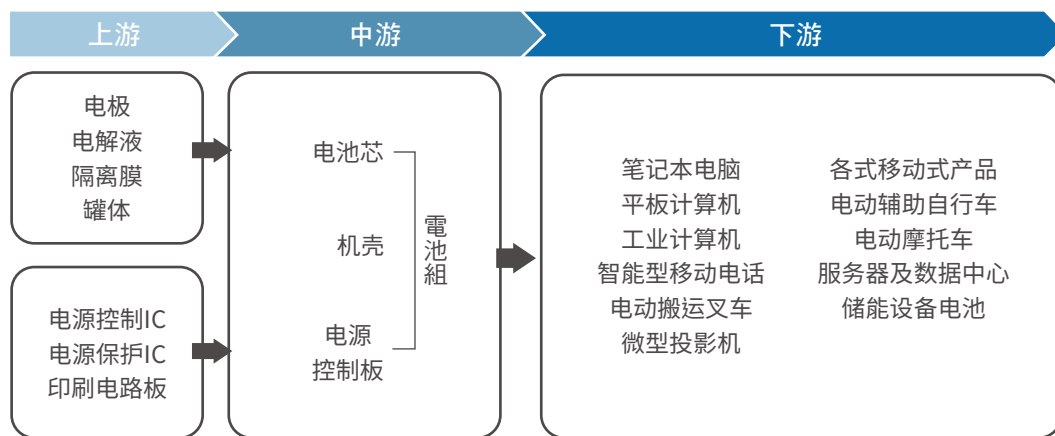 上游
中游
下游
电极
电解液
隔离膜
罐体
电源控制IC
电源保护IC
印刷电路板
电池芯
机壳
电源
控制板
電池組
笔记本电脑
平板计算机
工业计算机
智能型移动电话
电动搬运叉车
微型投影机
各式移动式产品
电动辅助自行车
电动摩托车
服务器及数据中心
储能设备电池